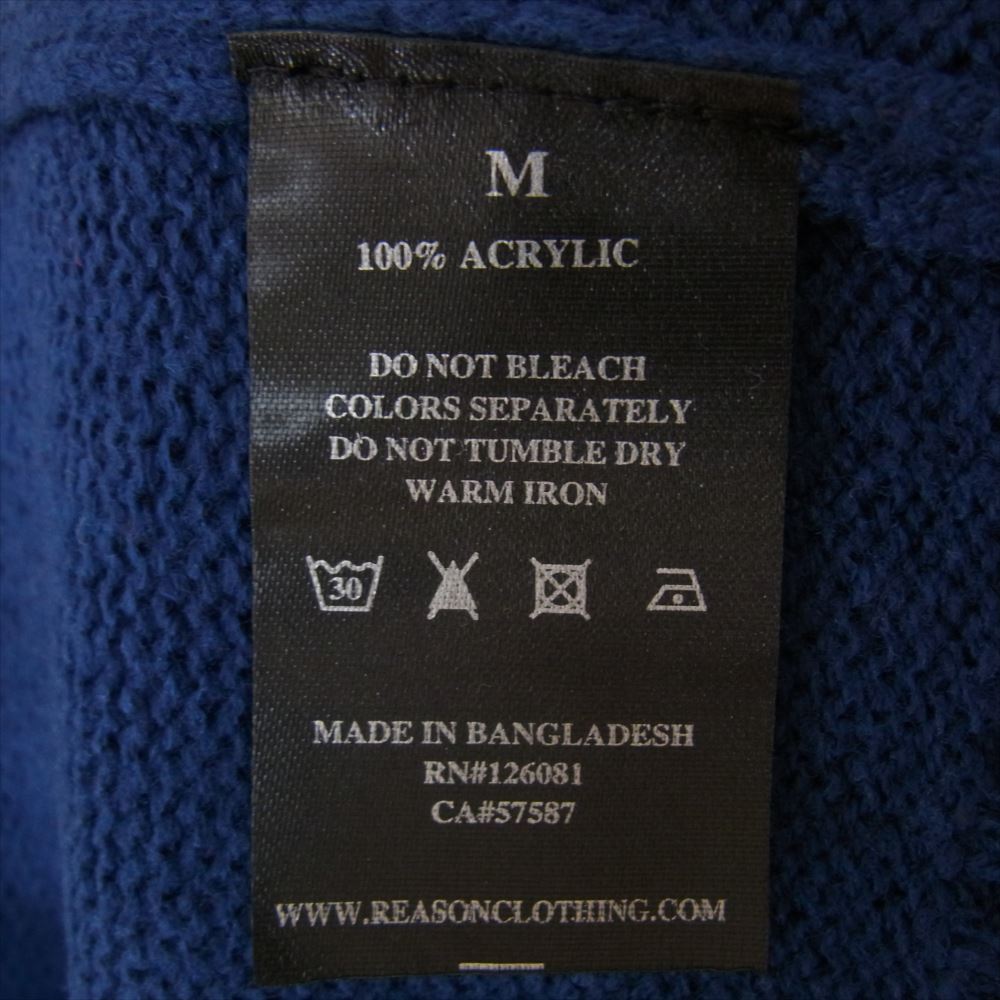 M
100% ACRYLIC
DO NOT BLEACH
COLORS SEPARATELY
DO NOT TUMBLE DRY
WARM IRON
30
MADE IN BANGLADESH
RN#126081
CA#57587
WWW.REASONCLOTHING.COM